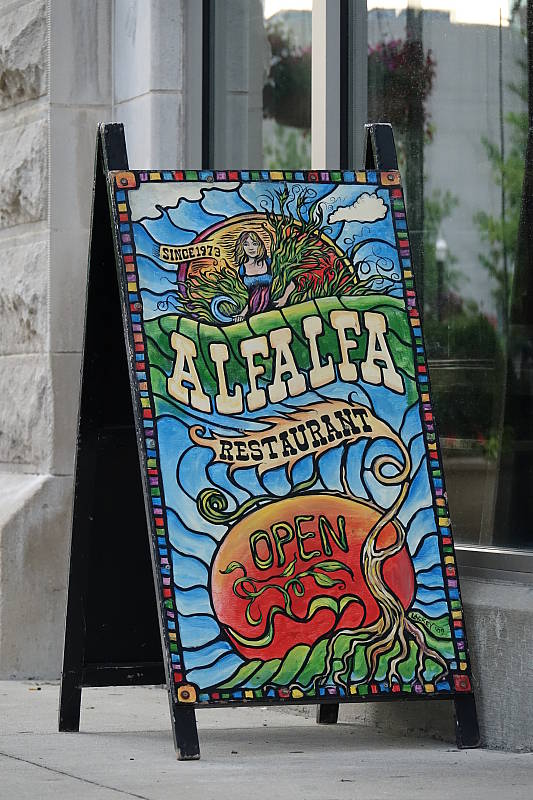 SINCE 1973
ALFALFA
RESTAURANT
OPEN